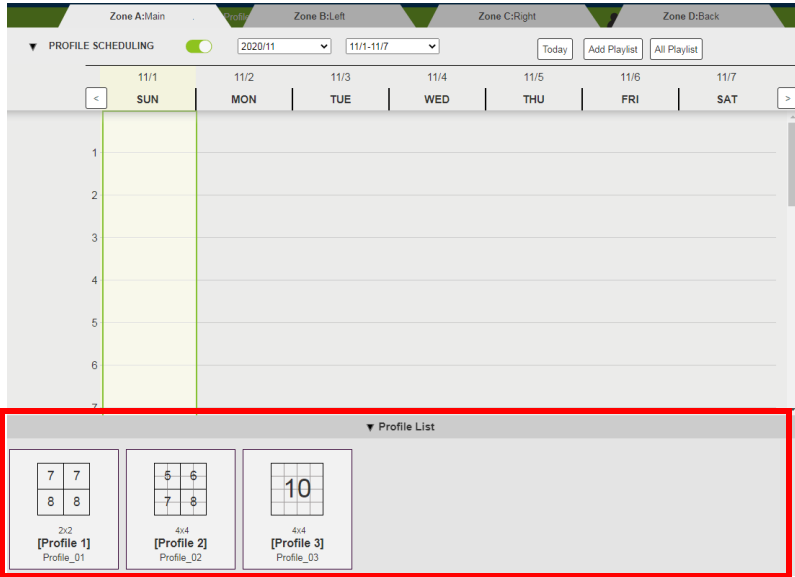 Zone A:Main
Profile
Zone B:Left
Zone C:Right
Zone D:Back
▼ PROFILE SCHEDULING
2020/11
11/1-11/7
Today
Add Playlist
All Playlist
11/1 11/2 11/3 11/4 11/5 11/6 11/7
< SUN MON TUE WED THU FRI SAT >
1
2
3
4
5
6
7
▼ Profile List
7 7
8 8
2x2
[Profile 1]
Profile_01
5 6
7 8
4x4
[Profile 2]
Profile_02
10
4x4
[Profile 3]
Profile_03